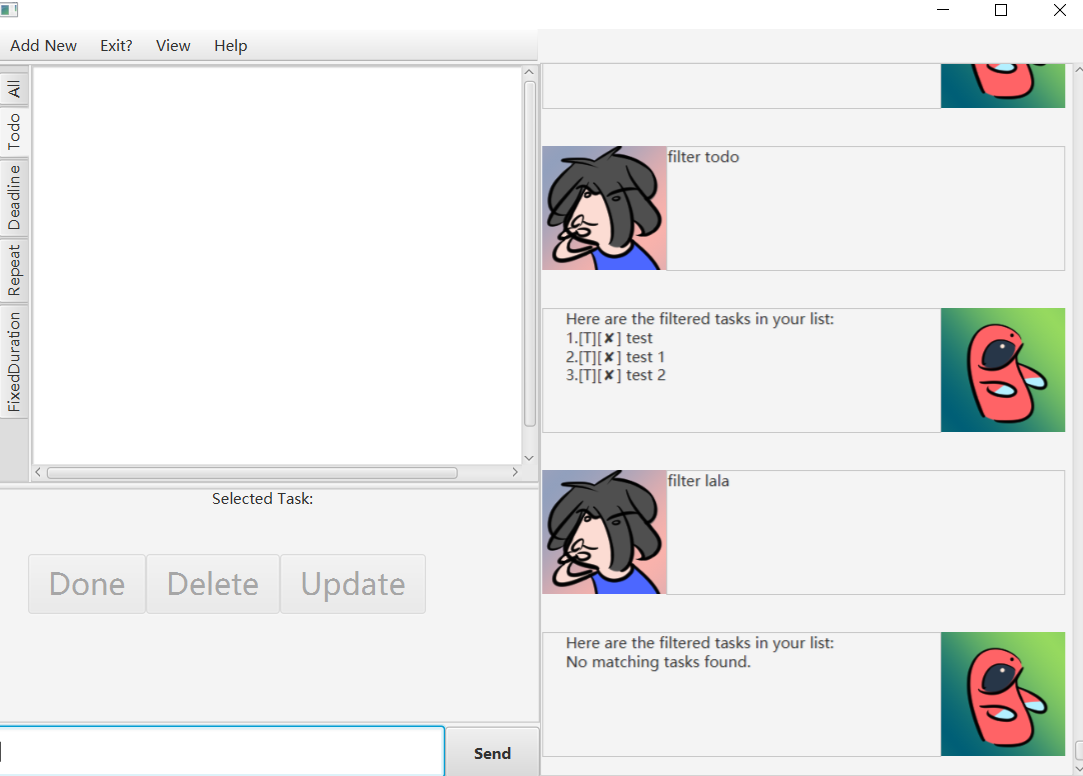 Add New Exit? View Help
All
Todo
Deadline
Repeat
FixedDuration
Selected Task:
Done Delete Update
Send
filter todo
Here are the filtered tasks in your list:
1.[T][✘] test
2.[T][✘] test 1
3.[T][✘] test 2
filter lala
Here are the filtered tasks in your list:
No matching tasks found.